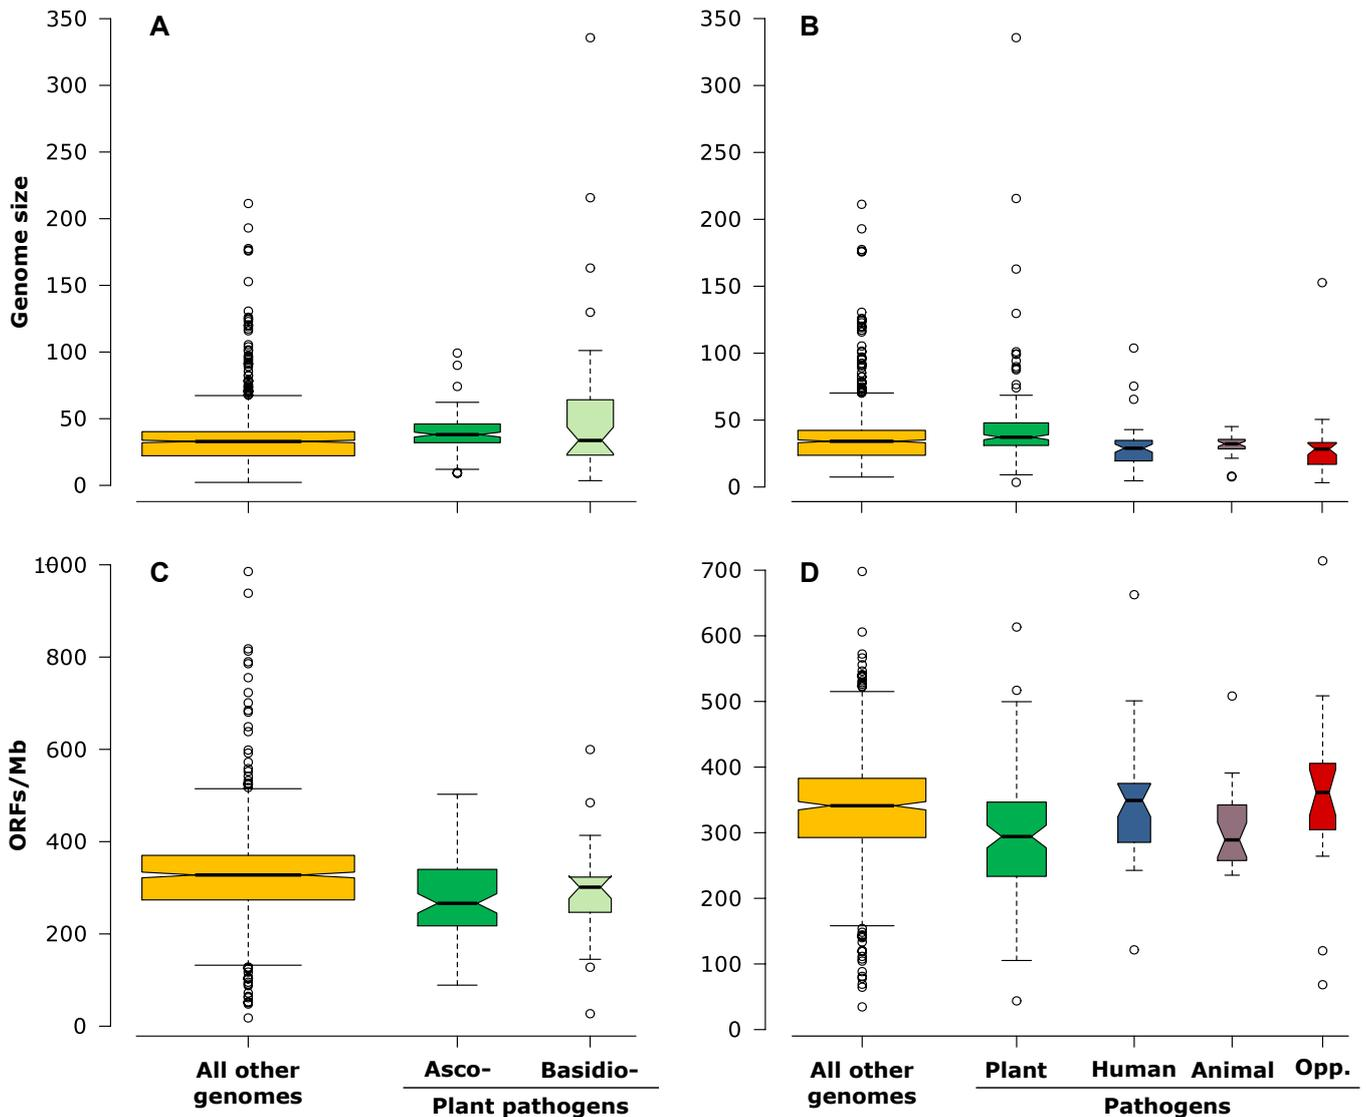 A
350
300
250
200
150
100
50
0
Genome size
B
350
300
250
200
150
100
50
0
C
1000
800
600
400
200
0
ORFs/Mb
All other
genomes
Asco-
Basidio-
Plant pathogens
D
700
600
500
400
300
200
100
0
All other
genomes
Plant
Human
Animal
Opp.
Pathogens